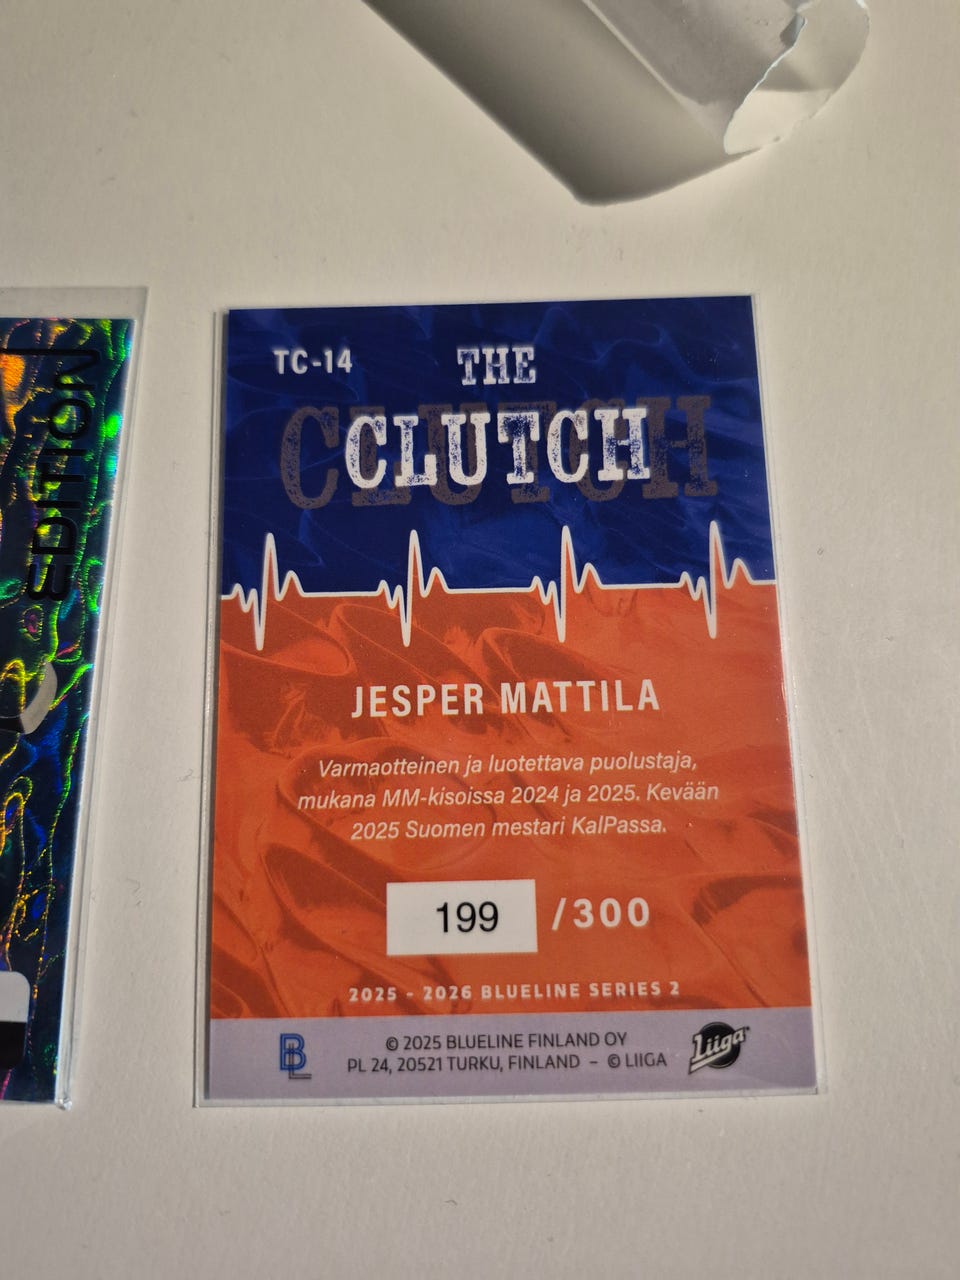 EDITION
TC-14
THE
CLUTCH
JESPER MATTILA
Varmaotteinen ja luotettava puolustaja,
mukana MM-kisoissa 2024 ja 2025. Kevään
2025 Suomen mestari KalPassa.
199 /300
2025 - 2026 BLUELINE SERIES 2
BL
© 2025 BLUELINE FINLAND OY
PL 24, 20521 TURKU, FINLAND – © LIIGA
Liiga